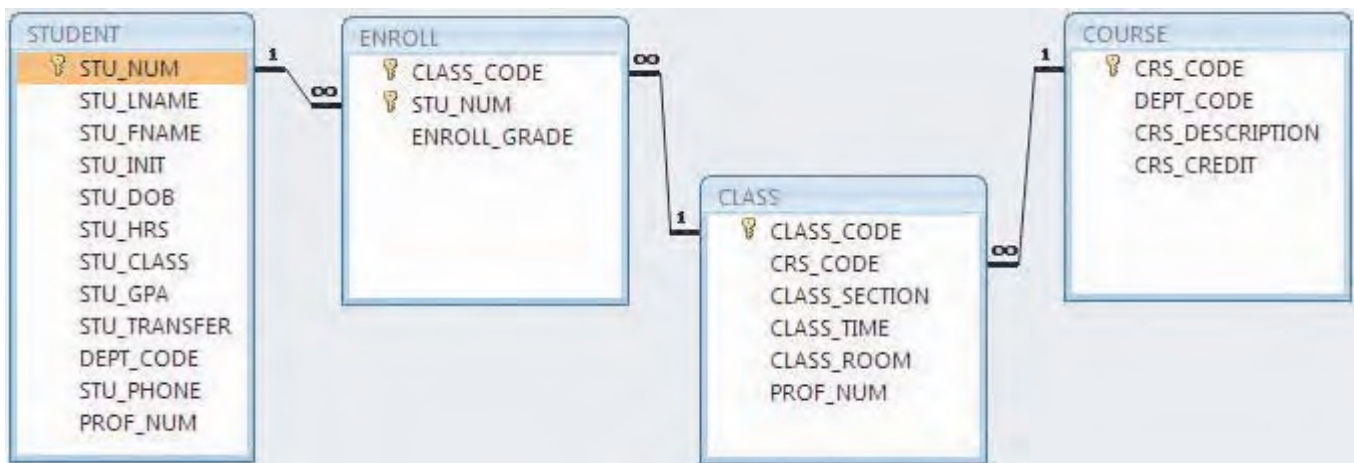 STUDENT
STU_NUM
STU_LNAME
STU_FNAME
STU_INIT
STU_DOB
STU_HRS
STU_CLASS
STU_GPA
STU_TRANSFER
DEPT_CODE
STU_PHONE
PROF_NUM
1
∞
ENROLL
CLASS_CODE
STU_NUM
ENROLL_GRADE
∞
1
CLASS
CLASS_CODE
CRS_CODE
CLASS_SECTION
CLASS_TIME
CLASS_ROOM
PROF_NUM
∞
1
COURSE
CRS_CODE
DEPT_CODE
CRS_DESCRIPTION
CRS_CREDIT